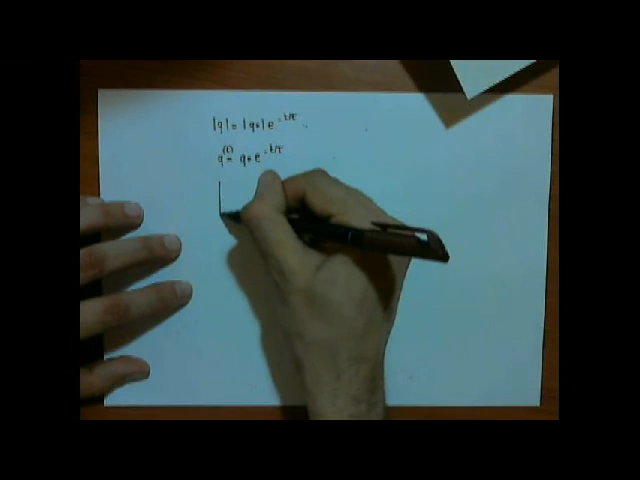 |q| = |q₀| e^{-t/τ}
q(t) = q₀ e^{-t/τ}